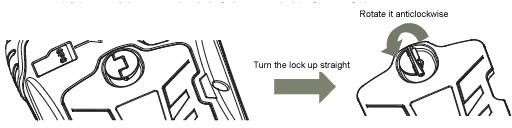 Rotate it anticlockwise
Turn the lock up straight